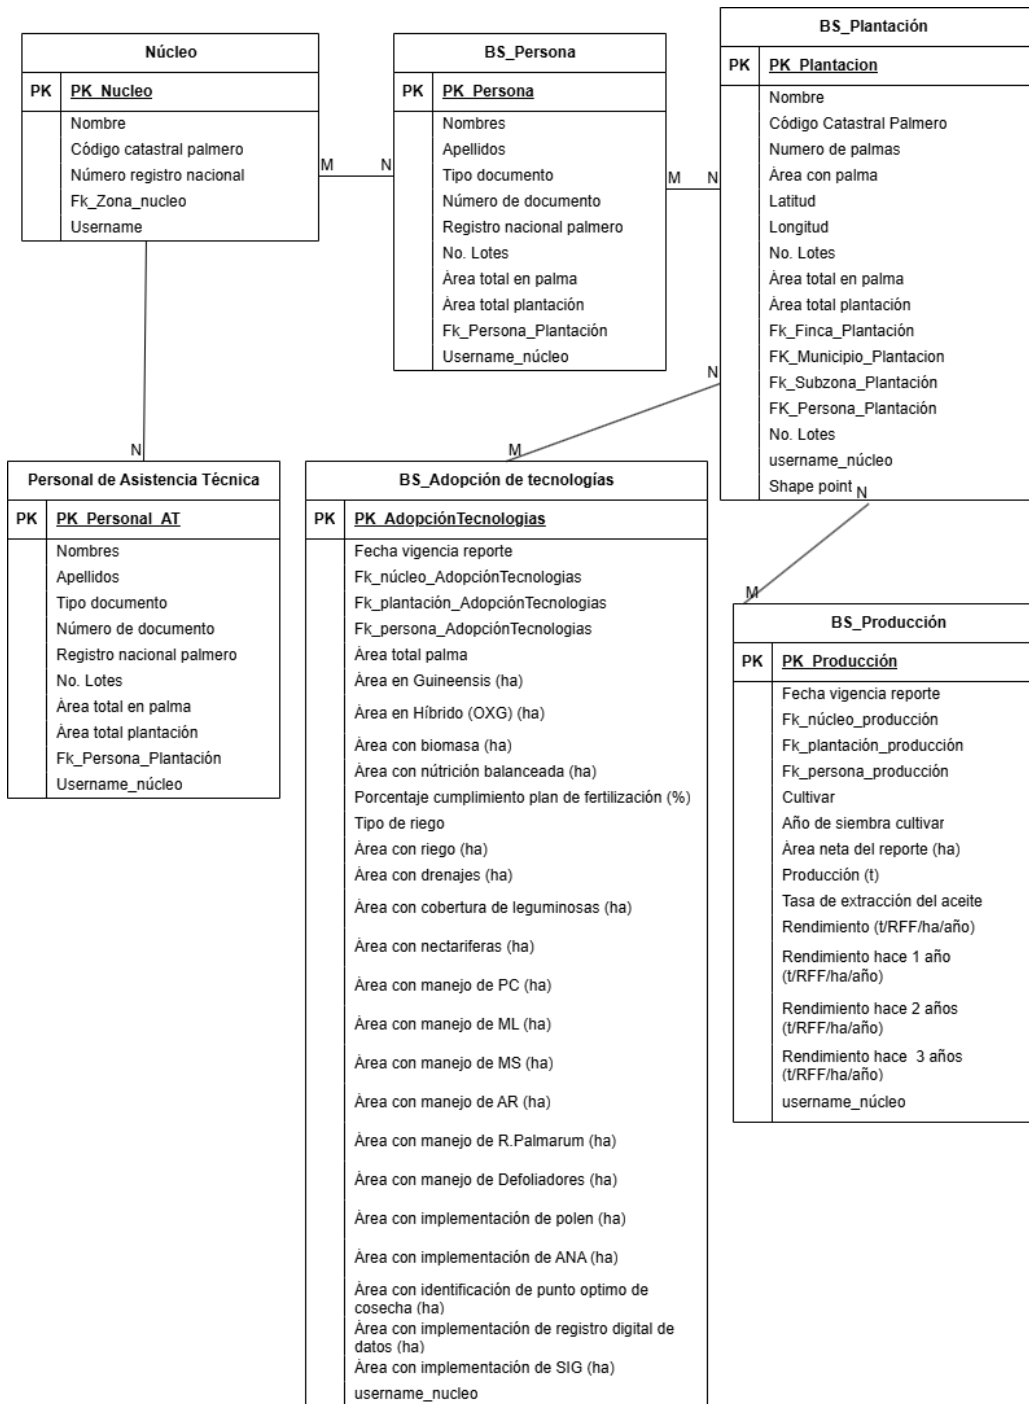 Núcleo
PK PK_Nucleo
Nombre
Código catastral palmero
Número registro nacional
Fk_Zona_nucleo
Username
M N
BS_Persona
PK PK_Persona
Nombres
Apellidos
Tipo documento
Número de documento
Registro nacional palmero
No. Lotes
Área total en palma
Área total plantación
Fk_Persona_Plantación
Username_núcleo
M N
BS_Plantación
PK PK_Plantacion
Nombre
Código Catastral Palmero
Numero de palmas
Área con palma
Latitud
Longitud
No. Lotes
Área total en palma
Área total plantación
Fk_Finca_Plantación
FK_Municipio_Plantacion
Fk_Subzona_Plantación
FK_Persona_Plantación
No. Lotes
username_núcleo
Shape point
N
M
N
N
M
Personal de Asistencia Técnica
PK PK_Personal_AT
Nombres
Apellidos
Tipo documento
Número de documento
Registro nacional palmero
No. Lotes
Área total en palma
Área total plantación
Fk_Persona_Plantación
Username_núcleo
BS_Adopción de tecnologías
PK PK_AdopciónTecnologias
Fecha vigencia reporte
Fk_núcleo_AdopciónTecnologias
Fk_plantación_AdopciónTecnologias
Fk_persona_AdopciónTecnologias
Área total palma
Área en Guineensis (ha)
Área en Híbrido (OXG) (ha)
Área con biomasa (ha)
Área con nútrición balanceada (ha)
Porcentaje cumplimiento plan de fertilización (%)
Tipo de riego
Área con riego (ha)
Área con drenajes (ha)
Área con cobertura de leguminosas (ha)
Área con nectariferas (ha)
Área con manejo de PC (ha)
Área con manejo de ML (ha)
Área con manejo de MS (ha)
Área con manejo de AR (ha)
Área con manejo de R.Palmarum (ha)
Área con manejo de Defoliadores (ha)
Área con implementación de polen (ha)
Área con implementación de ANA (ha)
Área con identificación de punto optimo de
cosecha (ha)
Área con implementación de registro digital de
datos (ha)
Área con implementación de SIG (ha)
username_nucleo
BS_Producción
PK PK_Producción
Fecha vigencia reporte
Fk_núcleo_producción
Fk_plantación_producción
Fk_persona_producción
Cultivar
Año de siembra cultivar
Área neta del reporte (ha)
Producción (t)
Tasa de extracción del aceite
Rendimiento (t/RFF/ha/año)
Rendimiento hace 1 año
(t/RFF/ha/año)
Rendimiento hace 2 años
(t/RFF/ha/año)
Rendimiento hace 3 años
(t/RFF/ha/año)
username_núcleo